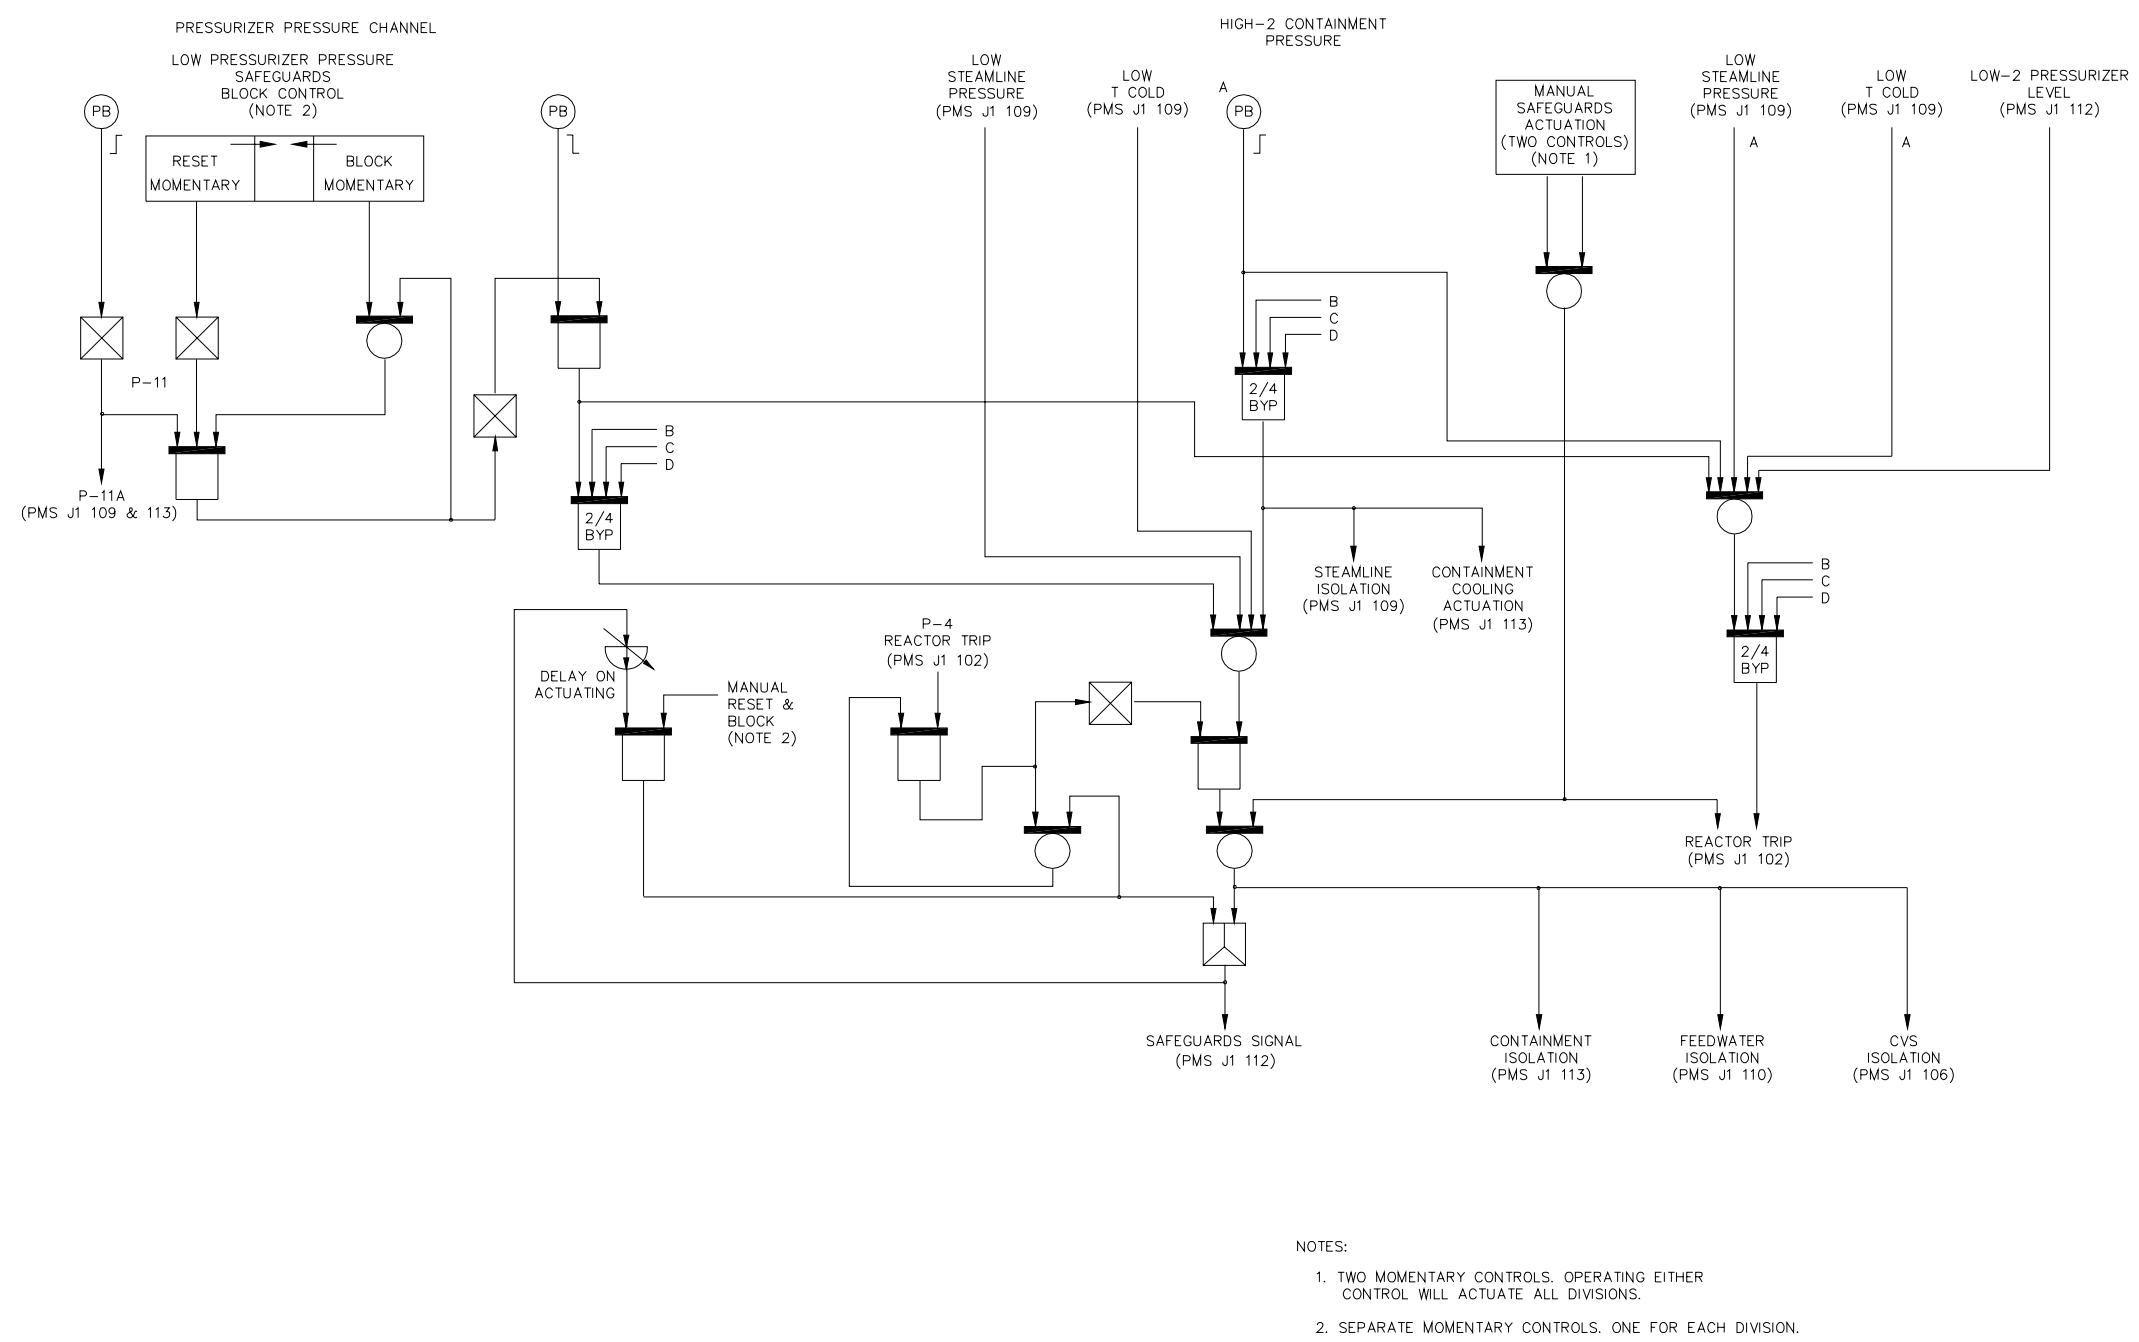 PRESSURIZER PRESSURE CHANNEL
LOW PRESSURIZER PRESSURE
SAFEGUARDS
BLOCK CONTROL
(NOTE 2)
PB
RESET
MOMENTARY
BLOCK
MOMENTARY
P-11
P-11A
(PMS J1 109 & 113)
PB
B
C
D
2/4
BYP
LOW
STEAMLINE
PRESSURE
(PMS J1 109)
LOW
T COLD
(PMS J1 109)
HIGH-2 CONTAINMENT
PRESSURE
A
PB
B
C
D
2/4
BYP
MANUAL
SAFEGUARDS
ACTUATION
(TWO CONTROLS)
(NOTE 1)
LOW
STEAMLINE
PRESSURE
(PMS J1 109)
A
LOW
T COLD
(PMS J1 109)
A
LOW-2 PRESSURIZER
LEVEL
(PMS J1 112)
STEAMLINE
ISOLATION
(PMS J1 109)
CONTAINMENT
COOLING
ACTUATION
(PMS J1 113)
B
C
D
2/4
BYP
DELAY ON
ACTUATING
MANUAL
RESET &
BLOCK
(NOTE 2)
P-4
REACTOR TRIP
(PMS J1 102)
REACTOR TRIP
(PMS J1 102)
SAFEGUARDS SIGNAL
(PMS J1 112)
CONTAINMENT
ISOLATION
(PMS J1 113)
FEEDWATER
ISOLATION
(PMS J1 110)
CVS
ISOLATION
(PMS J1 106)
NOTES:
1. TWO MOMENTARY CONTROLS. OPERATING EITHER
CONTROL WILL ACTUATE ALL DIVISIONS.
2. SEPARATE MOMENTARY CONTROLS. ONE FOR EACH DIVISION.